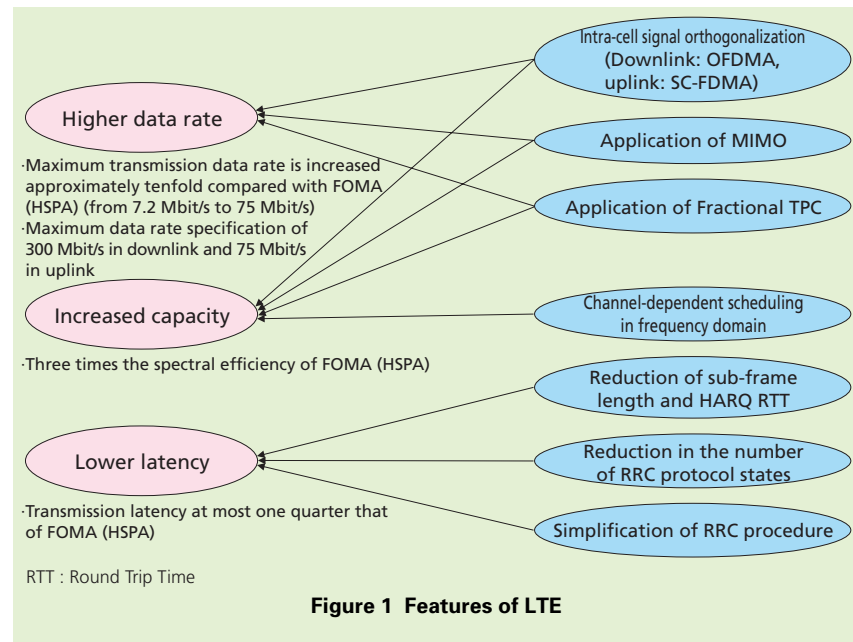 Intra-cell signal orthogonalization
(Downlink: OFDMA,
uplink: SC-FDMA)
Higher data rate
·Maximum transmission data rate is increased
approximately tenfold compared with FOMA
(HSPA) (from 7.2 Mbit/s to 75 Mbit/s)
·Maximum data rate specification of
300 Mbit/s in downlink and 75 Mbit/s
in uplink
Application of MIMO
Application of Fractional TPC
Increased capacity
·Three times the spectral efficiency of FOMA (HSPA)
Channel-dependent scheduling
in frequency domain
Reduction of sub-frame
length and HARQ RTT
Lower latency
·Transmission latency at most one quarter that
of FOMA (HSPA)
Reduction in the number
of RRC protocol states
Simplification of RRC procedure
RTT : Round Trip Time
Figure 1 Features of LTE